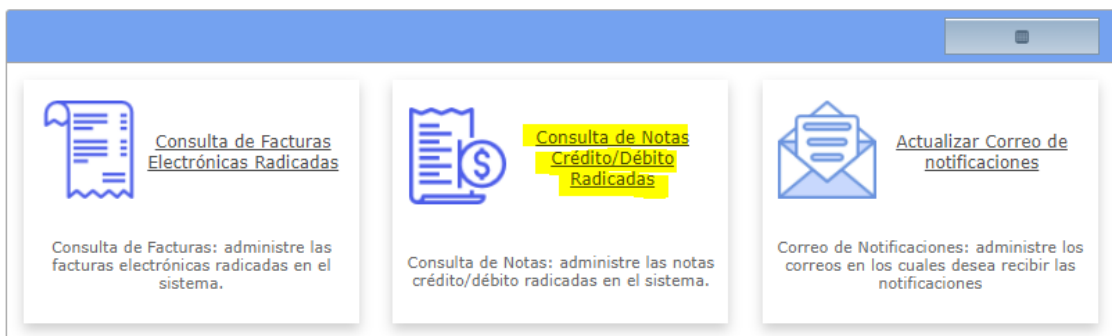 Consulta de Facturas
Electrónicas Radicadas
Consulta de Facturas: administre las
facturas electrónicas radicadas en el
sistema.
Consulta de Notas
Crédito/Débito
Radicadas
Consulta de Notas: administre las notas
crédito/débito radicadas en el sistema.
Actualizar Correo de
notificaciones
Correo de Notificaciones: administre los
correos en los cuales desea recibir las
notificaciones